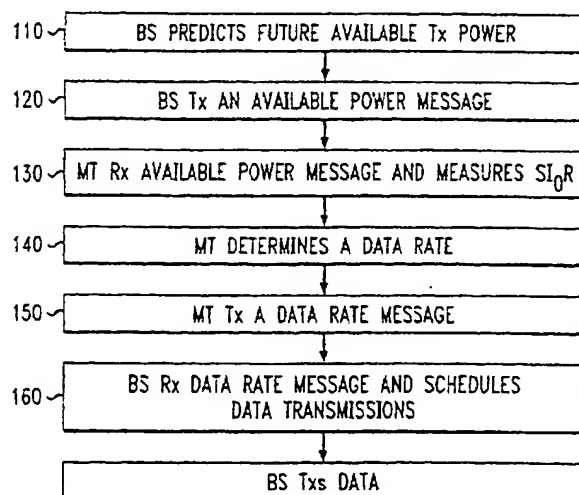 110 BS PREDICTS FUTURE AVAILABLE Tx POWER
120 BS Tx AN AVAILABLE POWER MESSAGE
130 MT Rx AVAILABLE POWER MESSAGE AND MEASURES SI₀R
140 MT DETERMINES A DATA RATE
150 MT Tx A DATA RATE MESSAGE
160 BS Rx DATA RATE MESSAGE AND SCHEDULES
DATA TRANSMISSIONS
BS Txs DATA